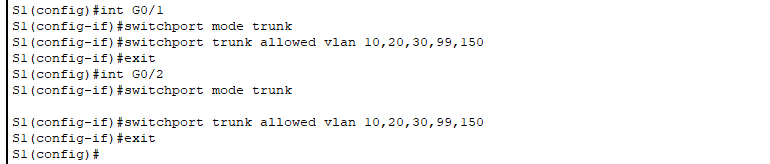 S1(config)#int G0/1
S1(config-if)#switchport mode trunk
S1(config-if)#switchport trunk allowed vlan 10,20,30,99,150
S1(config-if)#exit
S1(config)#int G0/2
S1(config-if)#switchport mode trunk
S1(config-if)#switchport trunk allowed vlan 10,20,30,99,150
S1(config-if)#exit
S1(config)#